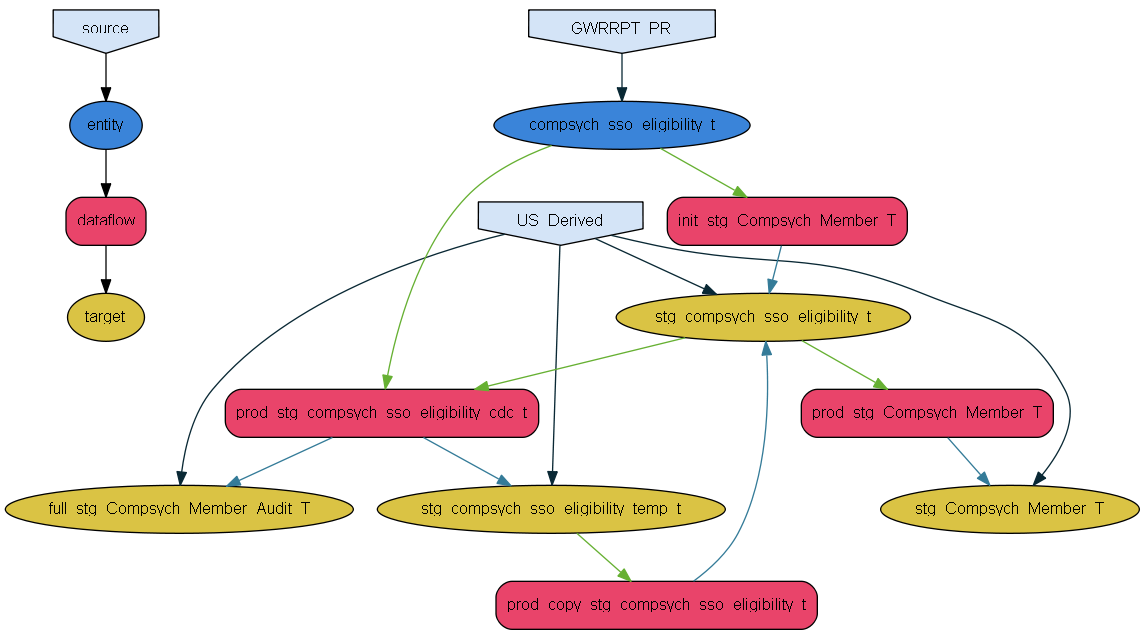 source
GWRRPT PR
entity
compsych sso eligibility t
dataflow
US Derived
init stg Compsych Member T
target
stg compsych sso eligibility t
prod stg compsych sso eligibility cdc t
prod stg Compsych Member T
full stg Compsych Member Audit T
stg compsych sso eligibility temp t
stg Compsych Member T
prod copy stg compsych sso eligibility t